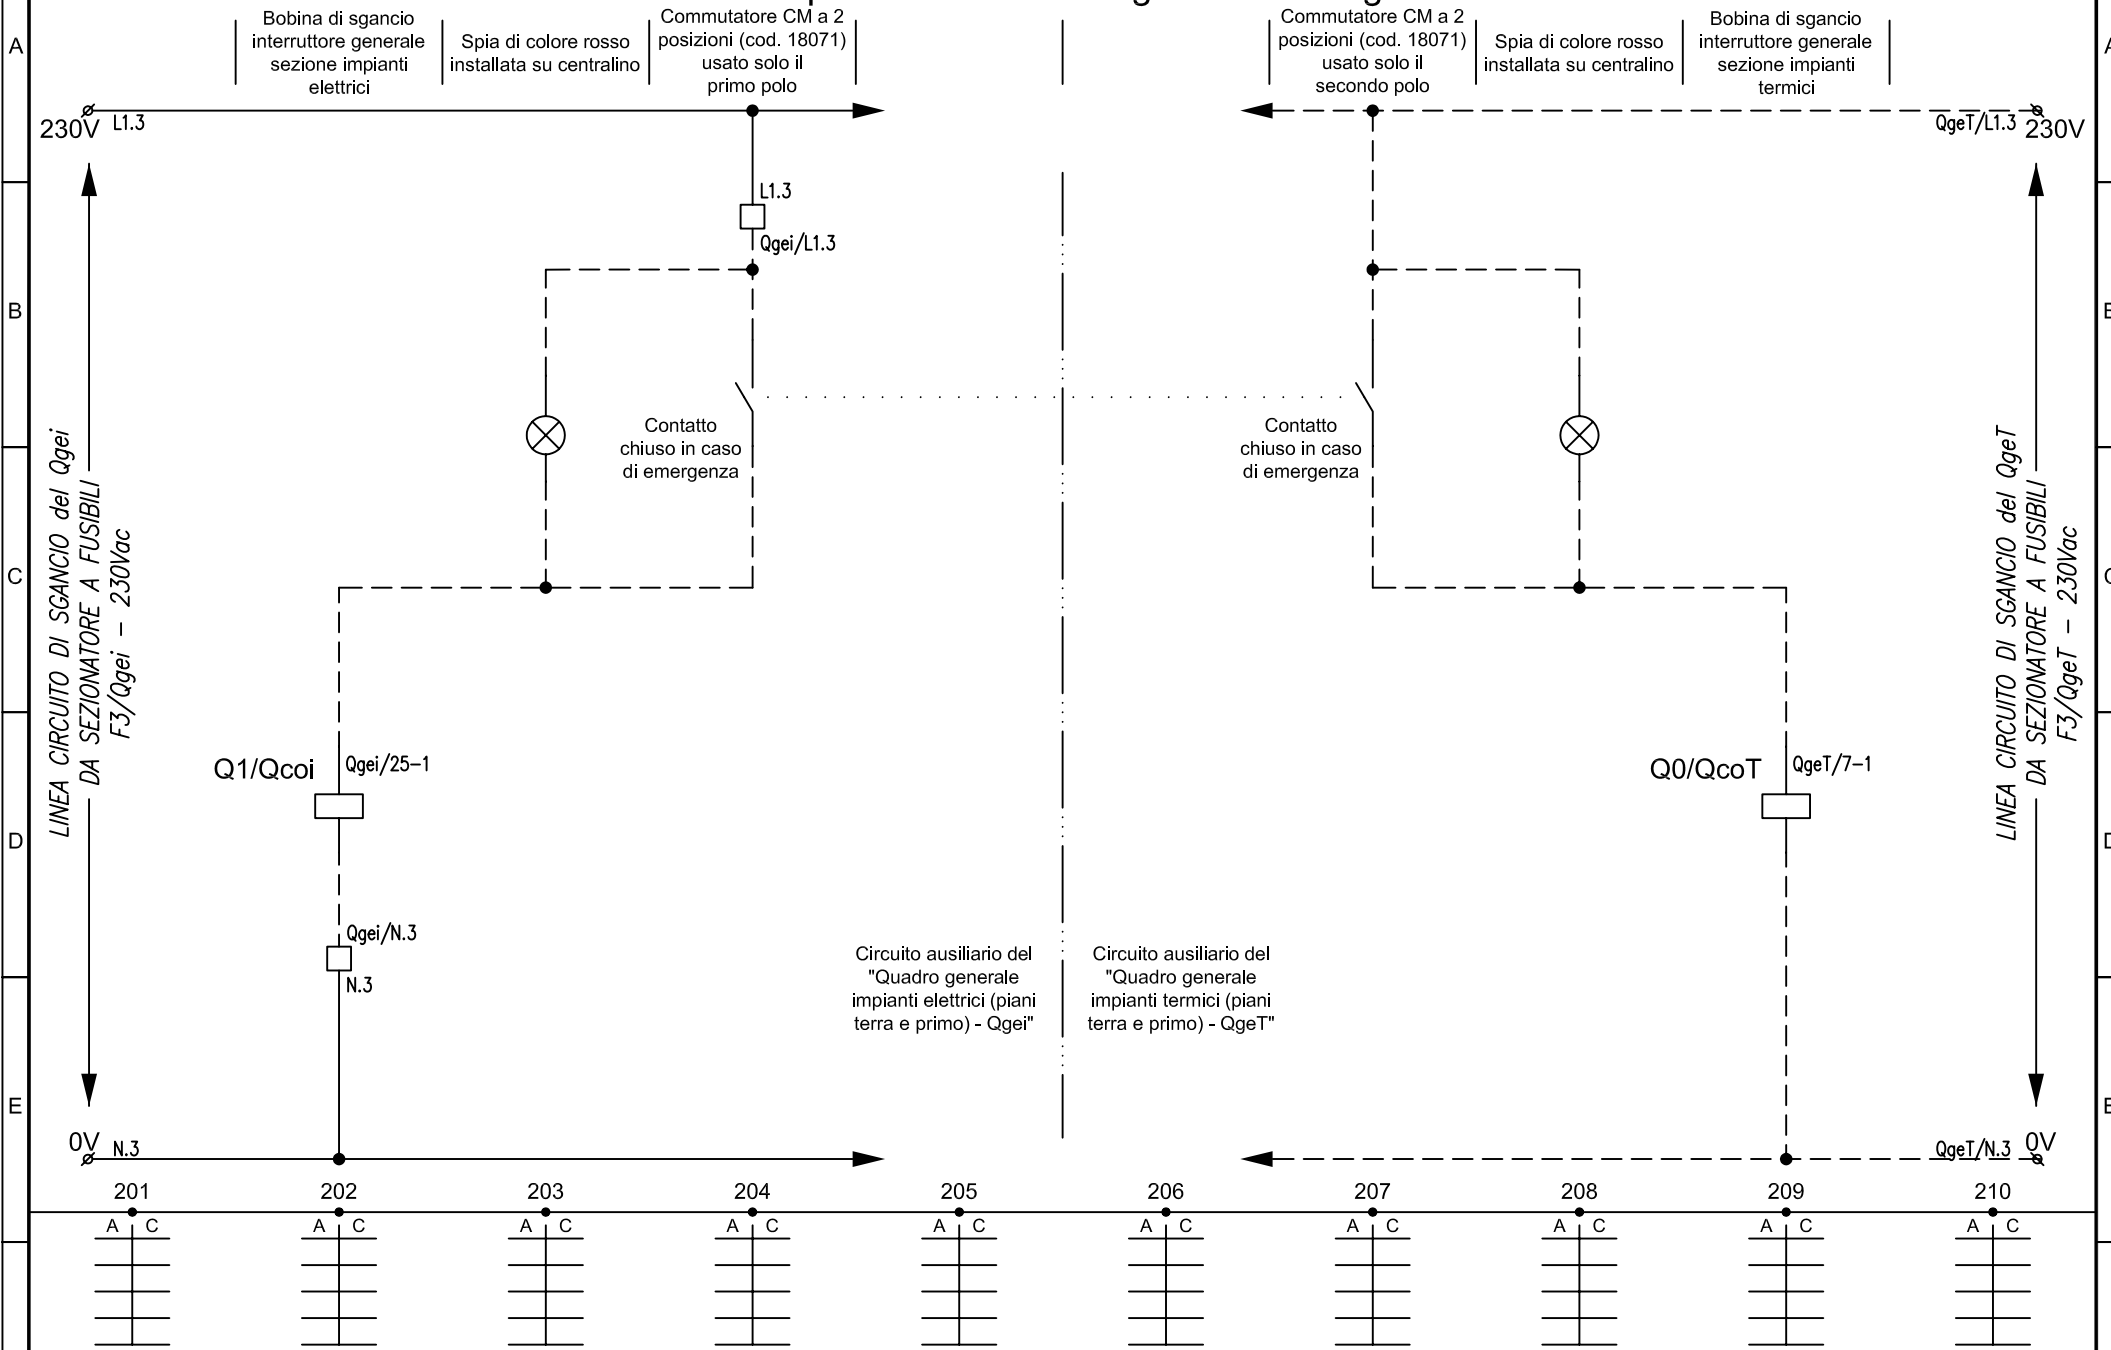 A
Bobina di sgancio
interruttore generale
sezione impianti
elettrici
Spia di colore rosso
installata su centralino
Commutatore CM a 2
posizioni (cod. 18071)
usato solo il
primo polo
Commutatore CM a 2
posizioni (cod. 18071)
usato solo il
secondo polo
Spia di colore rosso
installata su centralino
Bobina di sgancio
interruttore generale
sezione impianti
termici
230V
L1.3
QgeT/L1.3
230V
L1.3
Qgei/L1.3
B
Contatto
chiuso in caso
di emergenza
Contatto
chiuso in caso
di emergenza
LINEA CIRCUITO DI SGANCIO del Qgei
DA SEZIONATORE A FUSIBILI
F3/Qgei - 230Vac
LINEA CIRCUITO DI SGANCIO del QgeT
DA SEZIONATORE A FUSIBILI
F3/QgeT - 230Vac
C
Q1/Qcoi
Qgei/25-1
Q0/QcoT
QgeT/7-1
D
Qgei/N.3
N.3
Circuito ausiliario del
"Quadro generale
impianti elettrici (piani
terra e primo) - Qgei"
Circuito ausiliario del
"Quadro generale
impianti termici (piani
terra e primo) - QgeT"
E
0V
N.3
QgeT/N.3
0V
201 202 203 204 205 206 207 208 209 210
A C A C A C A C A C A C A C A C A C A C